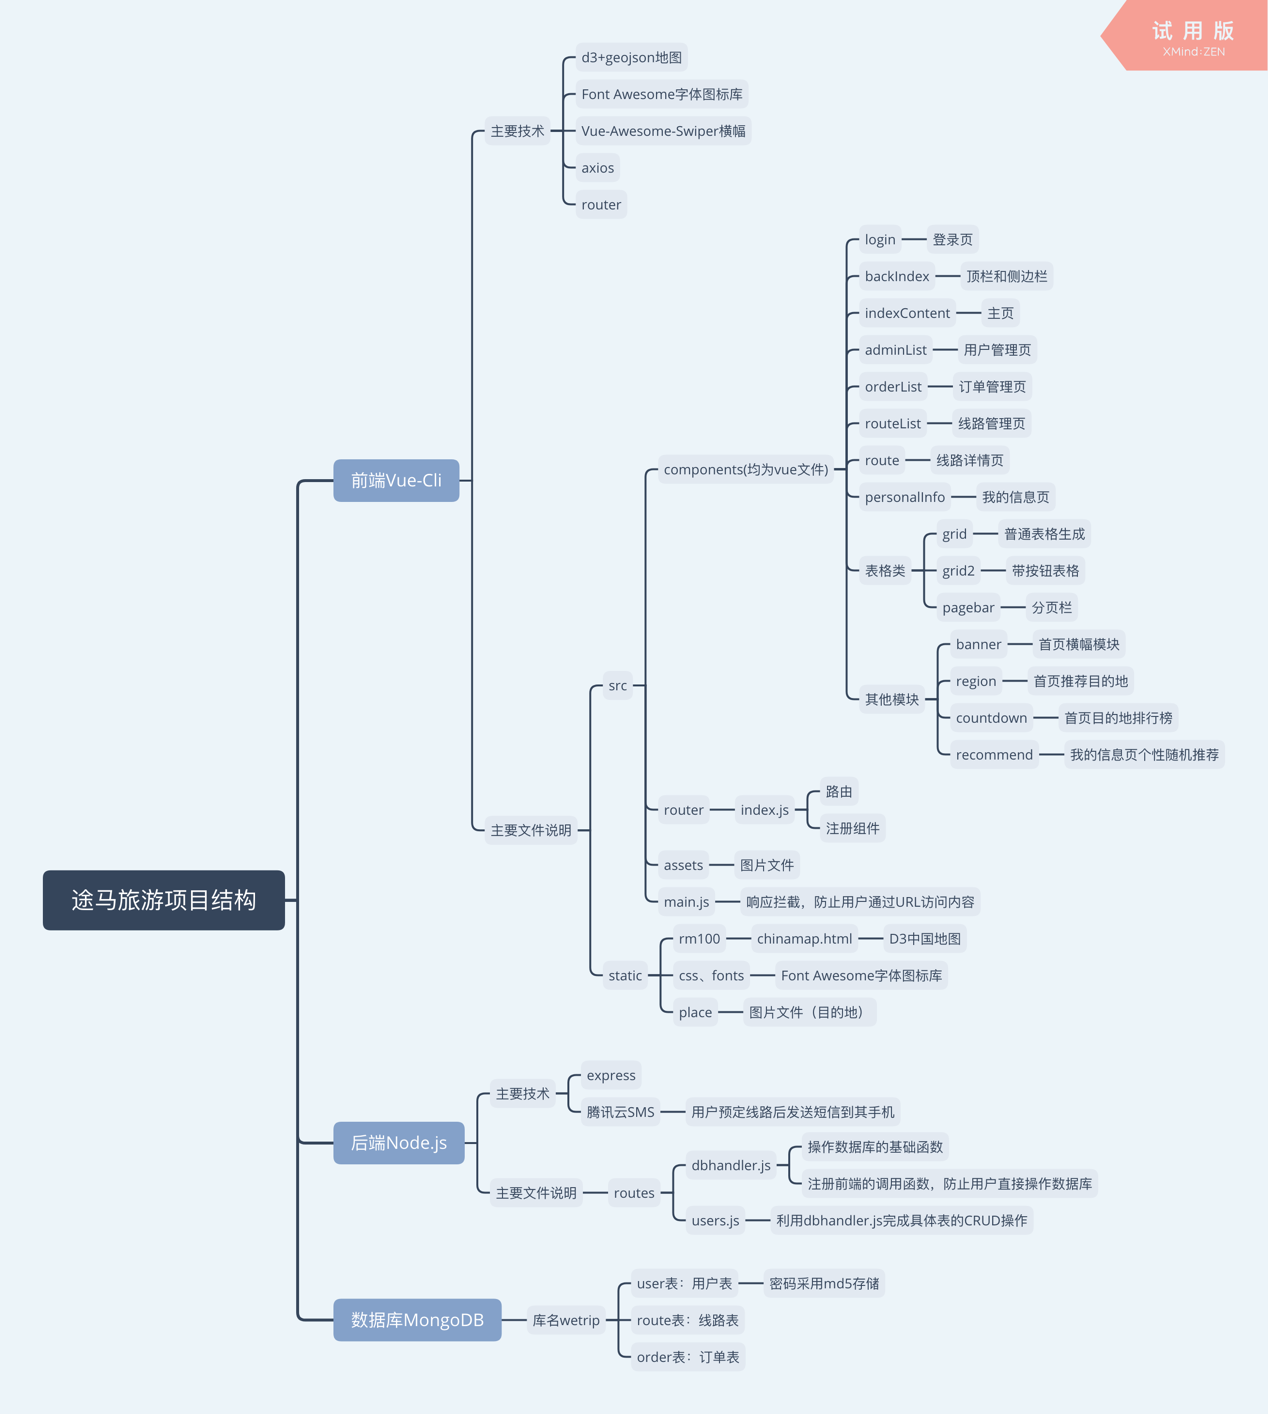 试用版
XMind:ZEN
途马旅游项目结构
前端Vue-Cli
主要技术
d3+geojson地图
Font Awesome字体图标库
Vue-Awesome-Swiper横幅
axios
router
主要文件说明
src
components(均为vue文件)
login
登录页
backIndex
顶栏和侧边栏
indexContent
主页
adminList
用户管理页
orderList
订单管理页
routeList
线路管理页
route
线路详情页
personalInfo
我的信息页
表格类
grid
普通表格生成
grid2
带按钮表格
pagebar
分页栏
其他模块
banner
首页横幅模块
region
首页推荐目的地
countdown
首页目的地排行榜
recommend
我的信息页个性随机推荐
router
index.js
路由
注册组件
assets
图片文件
main.js
响应拦截，防止用户通过URL访问内容
static
rm100
chinamap.html
D3中国地图
css、fonts
Font Awesome字体图标库
place
图片文件（目的地）
后端Node.js
主要技术
express
腾讯云SMS
用户预定线路后发送短信到其手机
主要文件说明
routes
dbhandler.js
操作数据库的基础函数
注册前端的调用函数，防止用户直接操作数据库
users.js
利用dbhandler.js完成具体表的CRUD操作
数据库MongoDB
库名wetrip
user表：用户表
密码采用md5存储
route表：线路表
order表：订单表